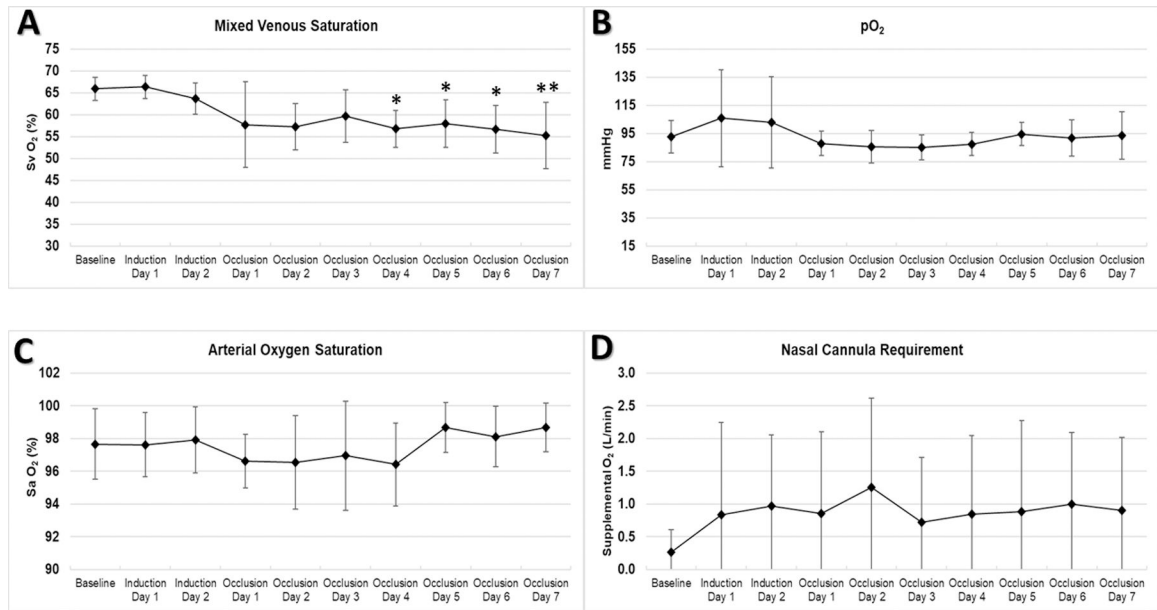 A
Mixed Venous Saturation
Sv O₂ (%)
75
70
65
60
55
50
45
40
35
30
*
*
*
**
Baseline
Induction Day 1
Induction Day 2
Occlusion Day 1
Occlusion Day 2
Occlusion Day 3
Occlusion Day 4
Occlusion Day 5
Occlusion Day 6
Occlusion Day 7
B
pO₂
mmHg
155
135
115
95
75
55
35
15
Baseline
Induction Day 1
Induction Day 2
Occlusion Day 1
Occlusion Day 2
Occlusion Day 3
Occlusion Day 4
Occlusion Day 5
Occlusion Day 6
Occlusion Day 7
C
Arterial Oxygen Saturation
Sa O₂ (%)
102
100
98
96
94
92
90
Baseline
Induction Day 1
Induction Day 2
Occlusion Day 1
Occlusion Day 2
Occlusion Day 3
Occlusion Day 4
Occlusion Day 5
Occlusion Day 6
Occlusion Day 7
D
Nasal Cannula Requirement
Supplemental O₂ (L/min)
3.0
2.5
2.0
1.5
1.0
0.5
0.0
Baseline
Induction Day 1
Induction Day 2
Occlusion Day 1
Occlusion Day 2
Occlusion Day 3
Occlusion Day 4
Occlusion Day 5
Occlusion Day 6
Occlusion Day 7